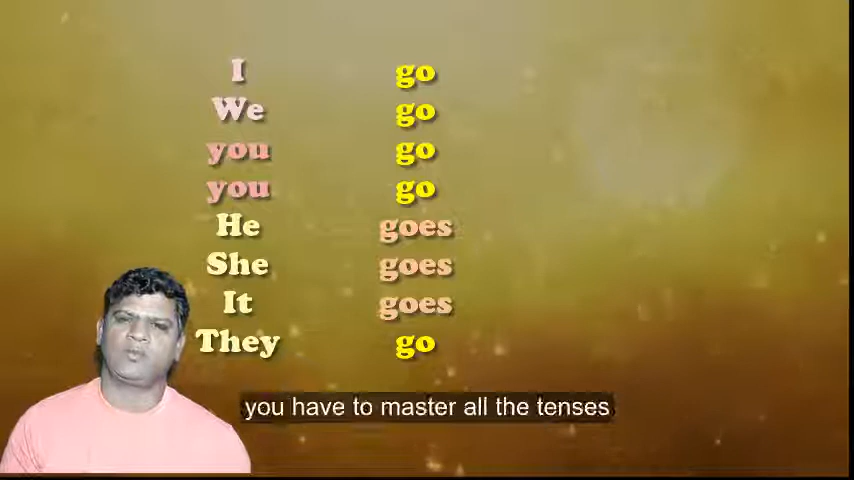 I go
We go
you go
you go
He goes
She goes
It goes
They go
you have to master all the tenses